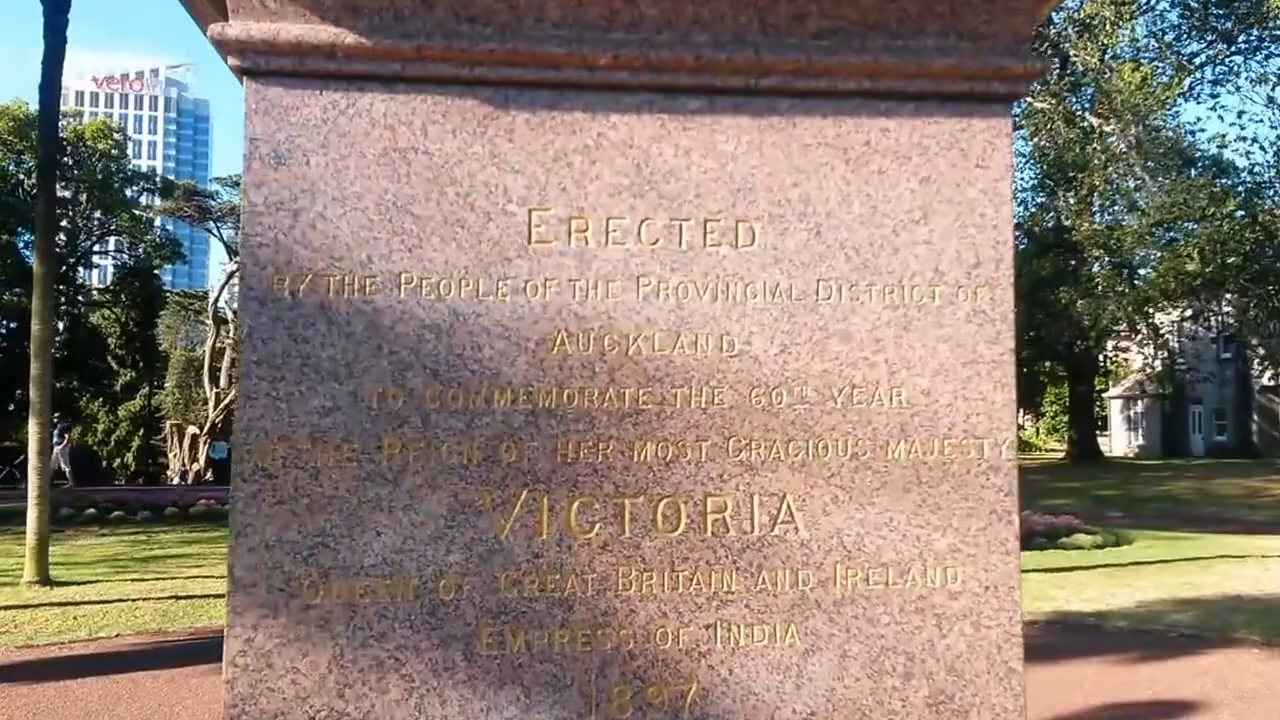 vero
ERECTED
BY THE PEOPLE OF THE PROVINCIAL DISTRICT OF
AUCKLAND
TO COMMEMORATE THE 60TH YEAR
OF THE REIGN OF HER MOST GRACIOUS MAJESTY
VICTORIA
QUEEN OF GREAT BRITAIN AND IRELAND
EMPRESS OF INDIA
1897